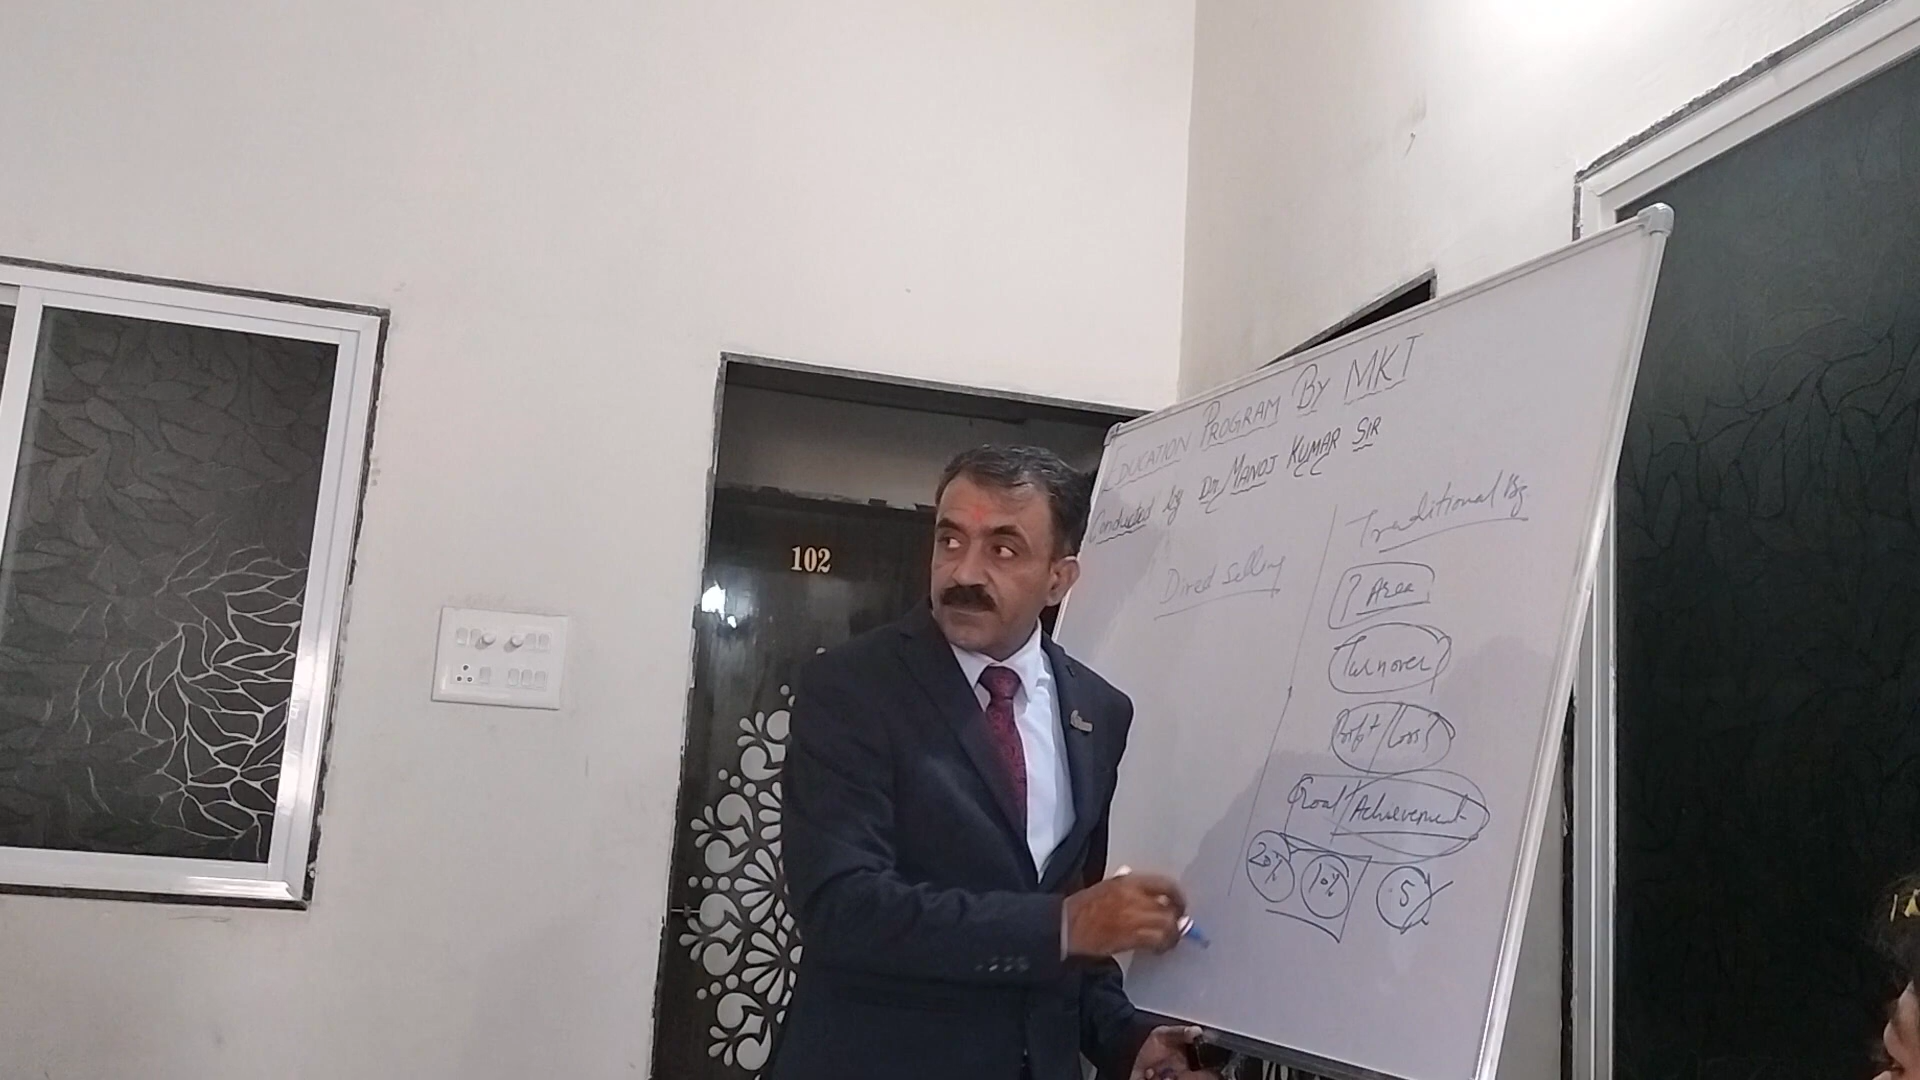 EDUCATION PROGRAM BY MKT
Conducted by Dr. MANOJ KUMAR SIR
Direct Selling
Traditional Bz
? Area
Turnover
Profit/Loss
Goal/Achievement
20% 10% 5%
102